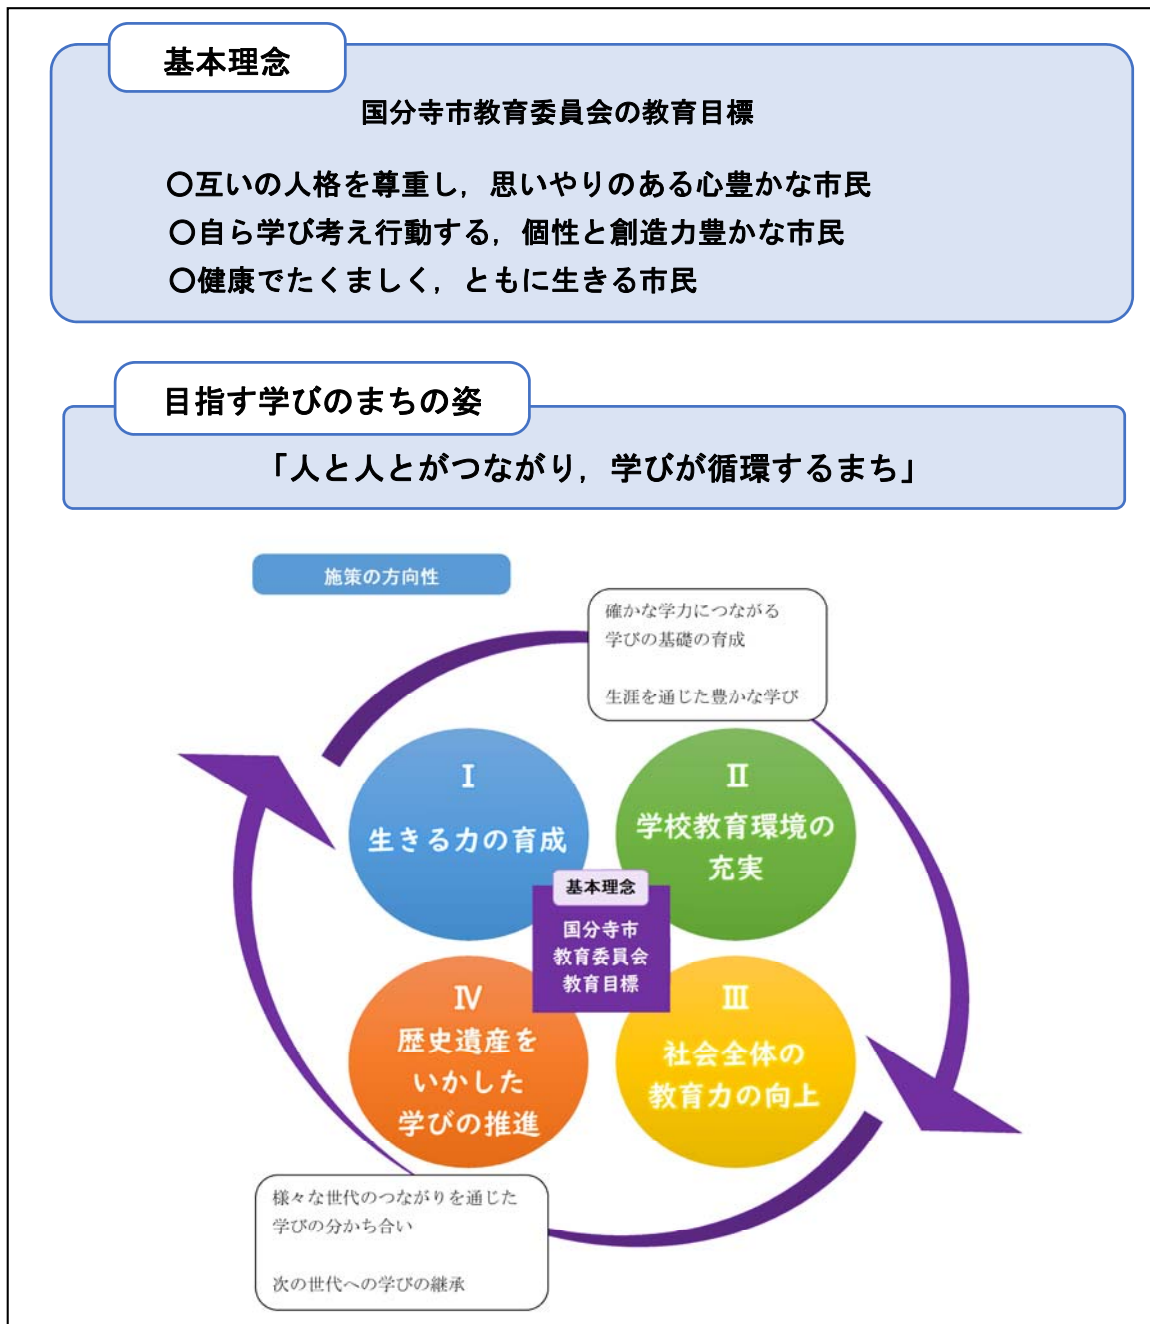 基本理念
国分寺市教育委員会の教育目標
〇互いの人格を尊重し，思いやりのある心豊かな市民
〇自ら学び考え行動する，個性と創造力豊かな市民
〇健康でたくましく，ともに生きる市民
目指す学びのまちの姿
「人と人とがつながり，学びが循環するまち」
施策の方向性
確かな学力につながる
学びの基礎の育成
生涯を通じた豊かな学び
Ⅰ
生きる力の育成
Ⅱ
学校教育環境の
充実
基本理念
国分寺市
教育委員会
教育目標
Ⅳ
歴史遺産を
いかした
学びの推進
Ⅲ
社会全体の
教育力の向上
様々な世代のつながりを通じた
学びの分かち合い
次の世代への学びの継承